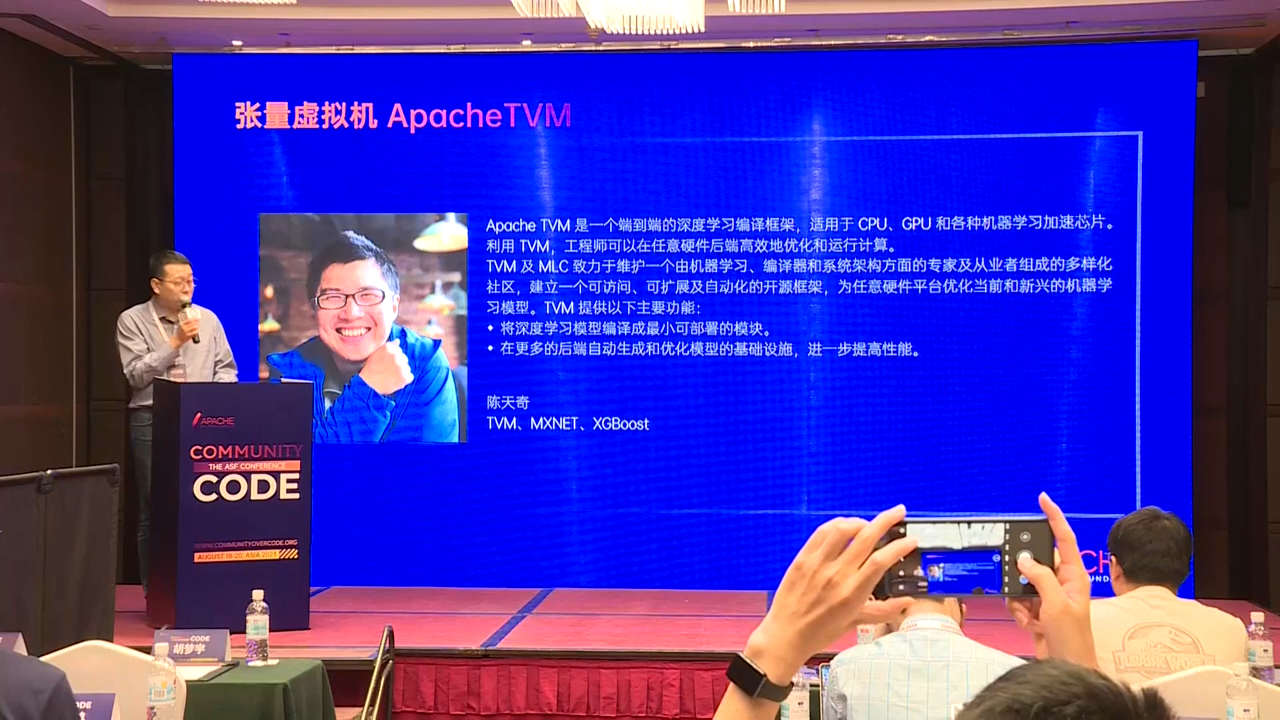 张量虚拟机 ApacheTVM
Apache TVM 是一个端到端的深度学习编译框架，适用于 CPU、GPU 和各种机器学习加速芯片。
利用 TVM，工程师可以在任意硬件后端高效地优化和运行计算。
TVM 及 MLC 致力于维护一个由机器学习、编译器和系统架构方面的专家及从业者组成的多样化
社区，建立一个可访问、可扩展及自动化的开源框架，为任意硬件平台优化当前和新兴的机器学
习模型。TVM 提供以下主要功能：
• 将深度学习模型编译成最小可部署的模块。
• 在更多的后端自动生成和优化模型的基础设施，进一步提高性能。
陈天奇
TVM、MXNET、XGBoost
APACHE
COMMUNITY
THE ASF CONFERENCE
CODE
WWW.COMMUNITYOVERCODE.ORG
AUGUST 18-20, ASIA 2023
CODE
胡梦宇
JURASSIC WORLD